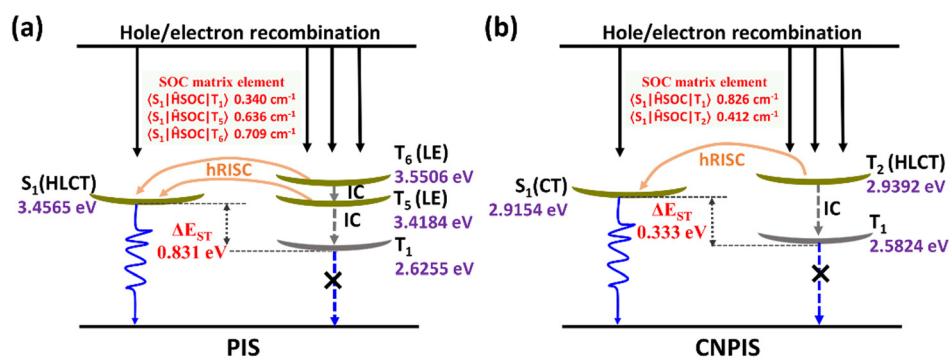 (a)
Hole/electron recombination
SOC matrix element
⟨S₁|ĤSOC|T₁⟩ 0.340 cm⁻¹
⟨S₁|ĤSOC|T₅⟩ 0.636 cm⁻¹
⟨S₁|ĤSOC|T₆⟩ 0.709 cm⁻¹
T₆ (LE)
3.5506 eV
hRISC
S₁(HLCT)
3.4565 eV
IC
T₅ (LE)
3.4184 eV
IC
ΔE_ST
0.831 eV
T₁
2.6255 eV
PIS
(b)
Hole/electron recombination
SOC matrix element
⟨S₁|ĤSOC|T₁⟩ 0.826 cm⁻¹
⟨S₁|ĤSOC|T₂⟩ 0.412 cm⁻¹
hRISC
T₂ (HLCT)
2.9392 eV
S₁(CT)
2.9154 eV
IC
ΔE_ST
0.333 eV
T₁
2.5824 eV
CNPIS